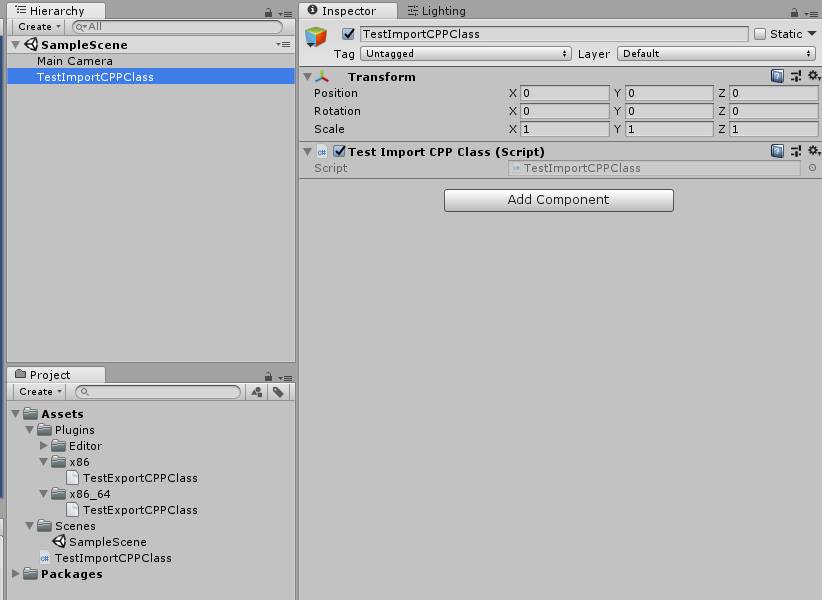 Hierarchy
Create
All
SampleScene
Main Camera
TestImportCPPClass
Project
Create
Assets
Plugins
Editor
x86
TestExportCPPClass
x86_64
TestExportCPPClass
Scenes
SampleScene
TestImportCPPClass
Packages
Inspector Lighting
TestImportCPPClass Static
Tag Untagged Layer Default
Transform
Position X 0 Y 0 Z 0
Rotation X 0 Y 0 Z 0
Scale X 1 Y 1 Z 1
C# Test Import CPP Class (Script)
Script TestImportCPPClass
Add Component